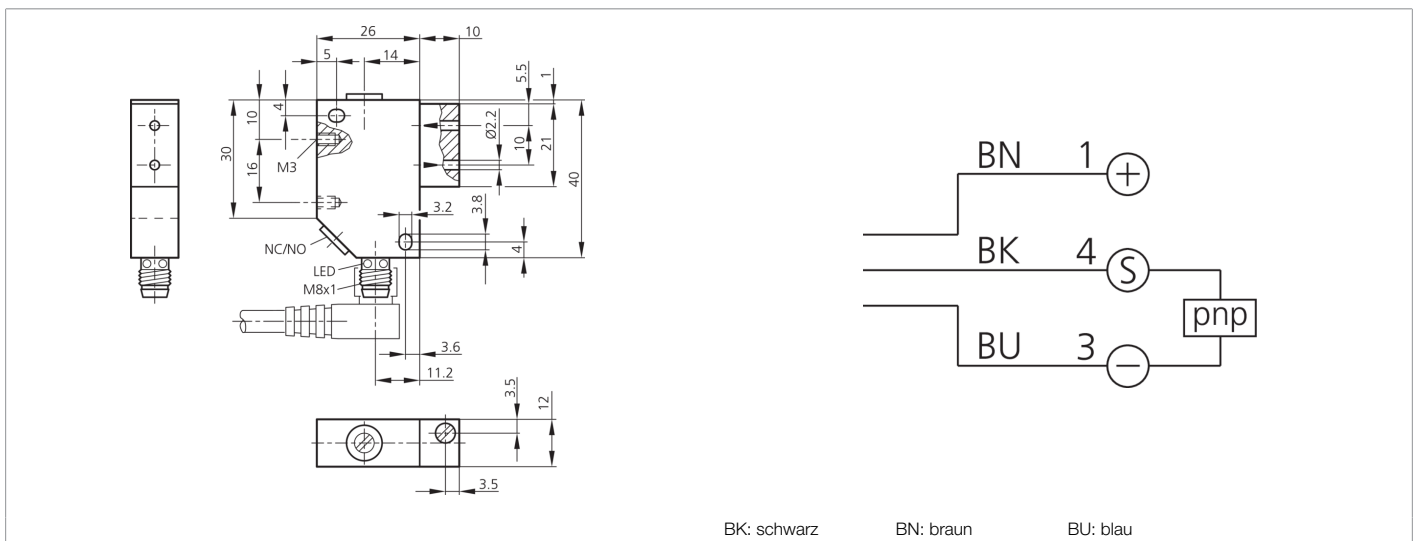 26
10
5
14
5.5
1
4
10
30
M3
16
Ø2.2
10
21
40
3.2
3.8
4
NC/NO
LED
M8x1
3.6
11.2
3.5
12
3.5
BN 1 +
BK 4 S
pnp
BU 3 −
BK: schwarz BN: braun BU: blau